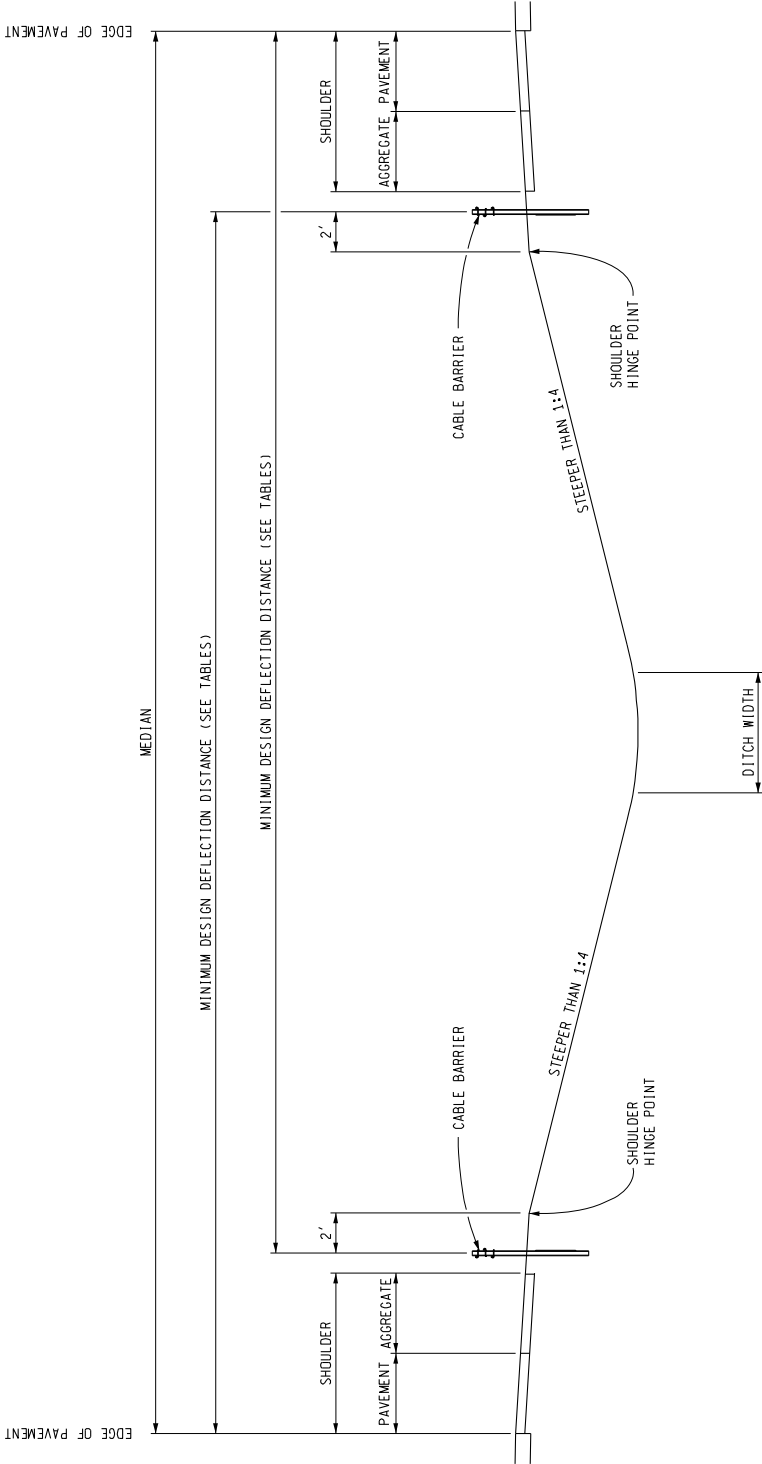 EDGE OF PAVEMENT
EDGE OF PAVEMENT
MEDIAN
MINIMUM DESIGN DEFLECTION DISTANCE (SEE TABLES)
MINIMUM DESIGN DEFLECTION DISTANCE (SEE TABLES)
SHOULDER
2'
2'
SHOULDER
PAVEMENT
AGGREGATE
AGGREGATE
PAVEMENT
CABLE BARRIER
CABLE BARRIER
STEEPER THAN 1:4
STEEPER THAN 1:4
SHOULDER
HINGE POINT
SHOULDER
HINGE POINT
DITCH WIDTH